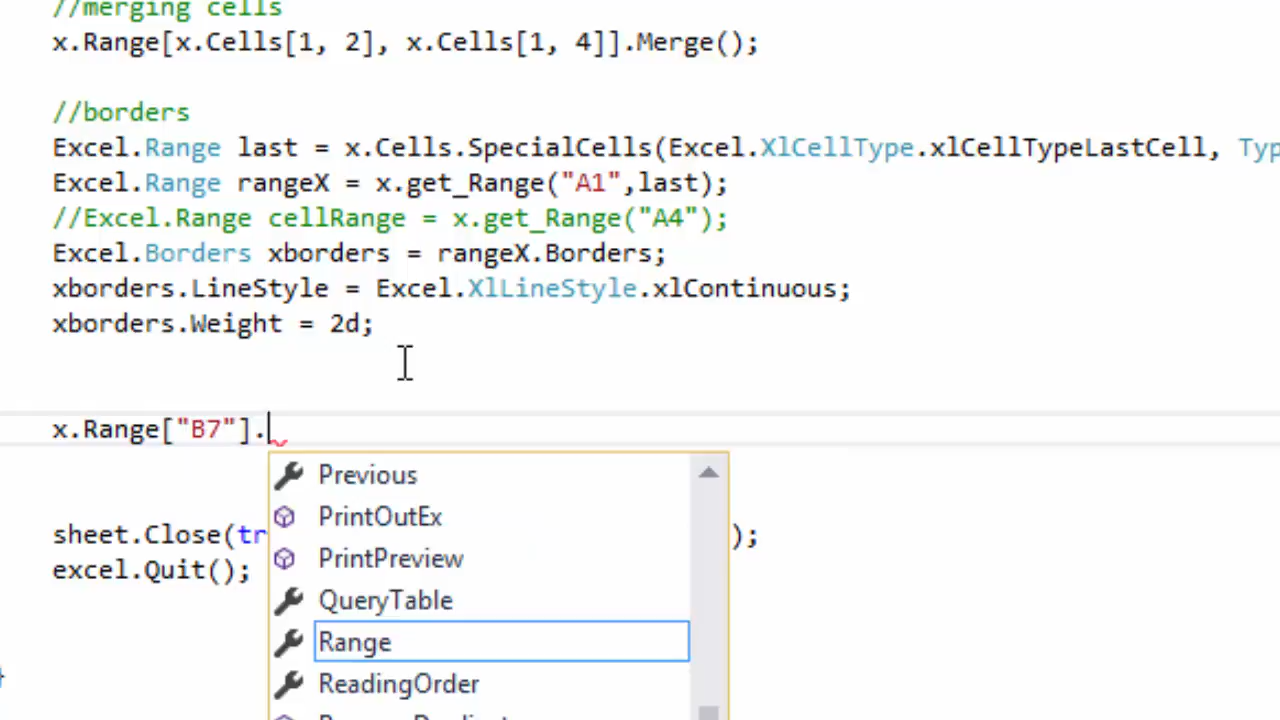 //merging cells
x.Range[x.Cells[1, 2], x.Cells[1, 4]].Merge();
//borders
Excel.Range last = x.Cells.SpecialCells(Excel.XlCellType.xlCellTypeLastCell, Typ
Excel.Range rangeX = x.get_Range("A1",last);
//Excel.Range cellRange = x.get_Range("A4");
Excel.Borders xborders = rangeX.Borders;
xborders.LineStyle = Excel.XlLineStyle.xlContinuous;
xborders.Weight = 2d;
x.Range["B7"].
Previous
PrintOutEx
PrintPreview
QueryTable
Range
ReadingOrder
sheet.Close(tr );
excel.Quit();
}